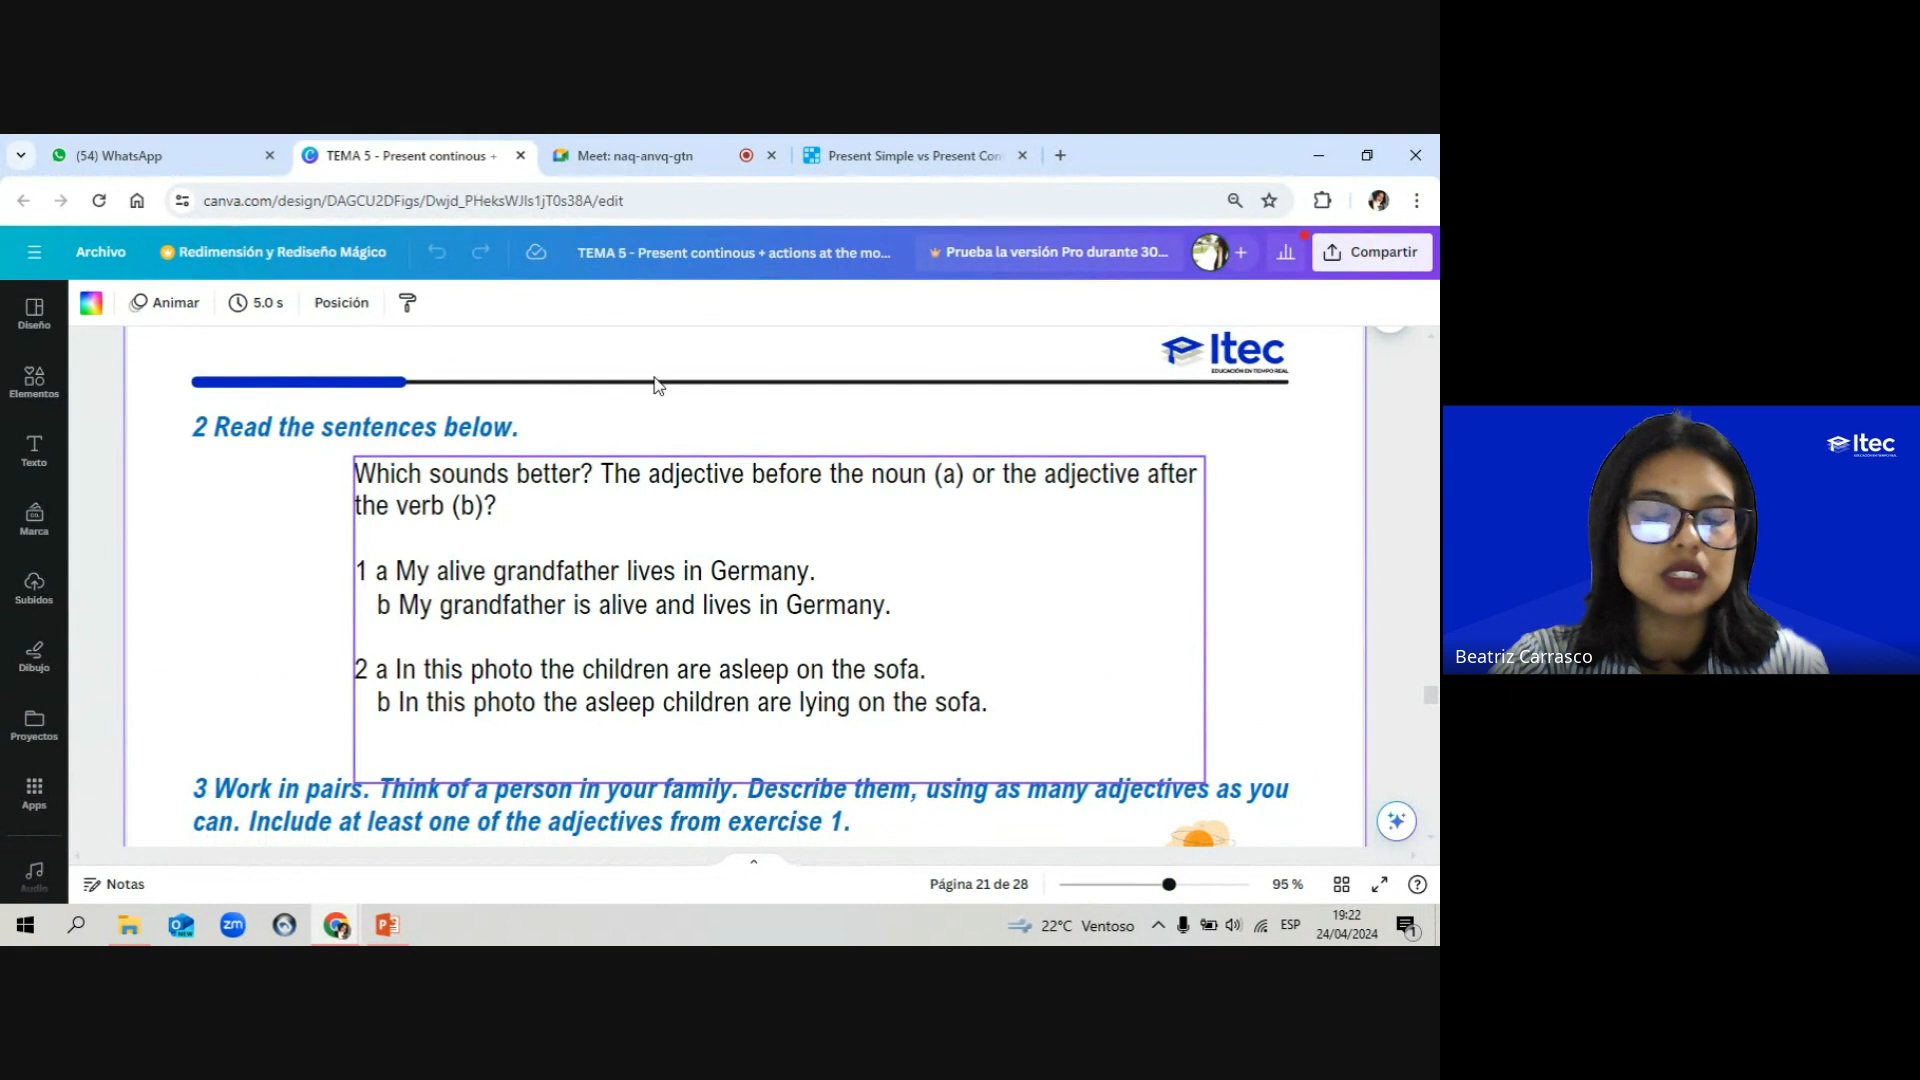 (54) WhatsApp
TEMA 5 - Present continous +
Meet: naq-anvq-gtn
Present Simple vs Present Con
canva.com/design/DAGCU2DFigs/Dwjd_PHeksWJIs1jT0s38A/edit
Archivo
Redimensión y Rediseño Mágico
TEMA 5 - Present continous + actions at the mo...
Prueba la versión Pro durante 30...
Compartir
Animar
5.0 s
Posición
Diseño
Elementos
Texto
Marca
Subidos
Dibujo
Proyectos
Apps
Audio
Itec
EDUCACIÓN EN TIEMPO REAL
2 Read the sentences below.
Which sounds better? The adjective before the noun (a) or the adjective after
the verb (b)?
1 a My alive grandfather lives in Germany.
b My grandfather is alive and lives in Germany.
2 a In this photo the children are asleep on the sofa.
b In this photo the asleep children are lying on the sofa.
3 Work in pairs. Think of a person in your family. Describe them, using as many adjectives as you
can. Include at least one of the adjectives from exercise 1.
Notas
Página 21 de 28
95 %
zm
22°C Ventoso
ESP
19:22
24/04/2024
1
Itec
Beatriz Carrasco